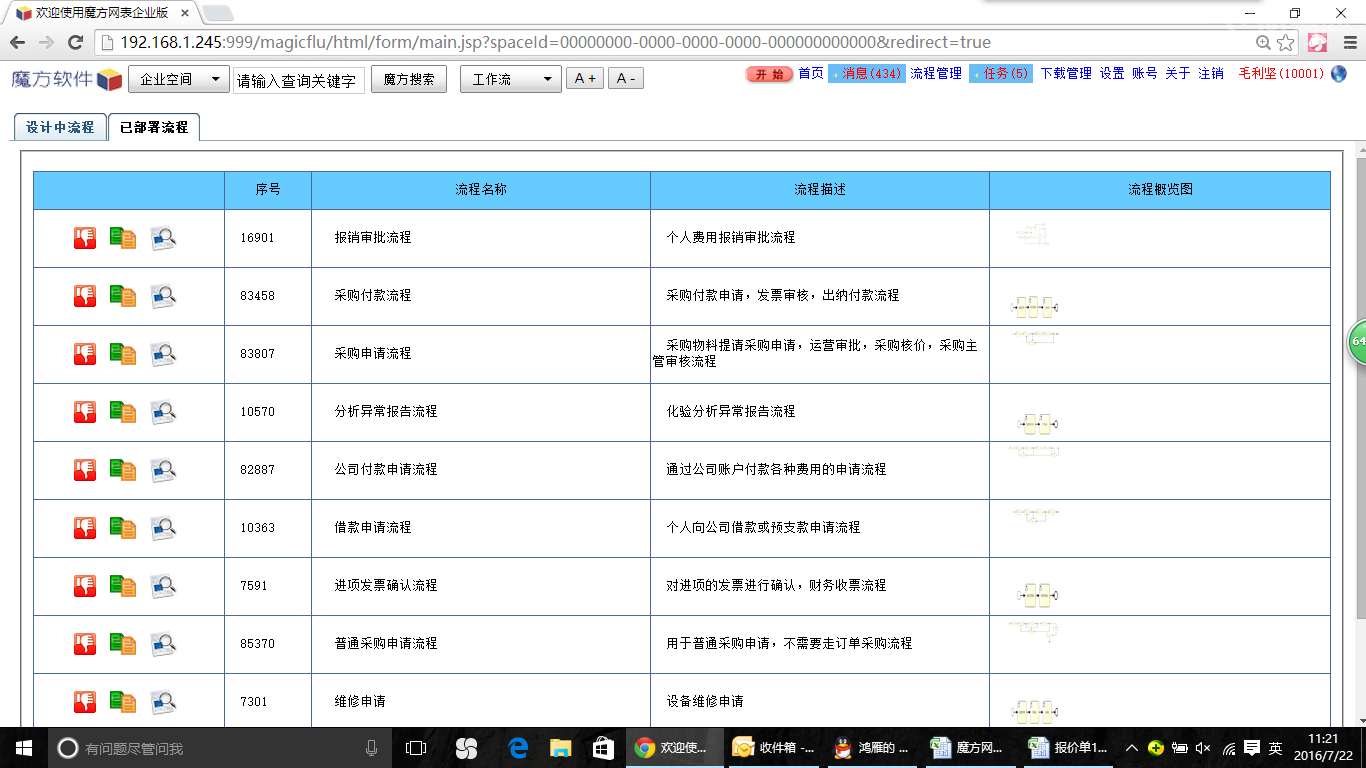 欢迎使用魔方网表企业版
192.168.1.245:999/magicflu/html/form/main.jsp?spaceId=00000000-0000-0000-0000-000000000000&redirect=true
魔方软件 企业空间 请输入查询关键字 魔方搜索 工作流 A + A - 开 始 首页 消息(434) 流程管理 任务(5) 下载管理 设置 账号 关于 注销 毛利坚(10001)
设计中流程 已部署流程
序号 流程名称 流程描述 流程概览图
16901 报销审批流程 个人费用报销审批流程
83458 采购付款流程 采购付款申请，发票审核，出纳付款流程
83807 采购申请流程 采购物料提请采购申请，运营审批，采购核价，采购主
管审核流程
10570 分析异常报告流程 化验分析异常报告流程
82887 公司付款申请流程 通过公司账户付款各种费用的申请流程
10363 借款申请流程 个人向公司借款或预支款申请流程
7591 进项发票确认流程 对进项的发票进行确认，财务收票流程
85370 普通采购申请流程 用于普通采购申请，不需要走订单采购流程
7301 维修申请 设备维修申请
64
有问题尽管问我 欢迎使... 收件箱 -... 鸿雁的 ... 魔方网... 报价单1... 英 11:21
2016/7/22